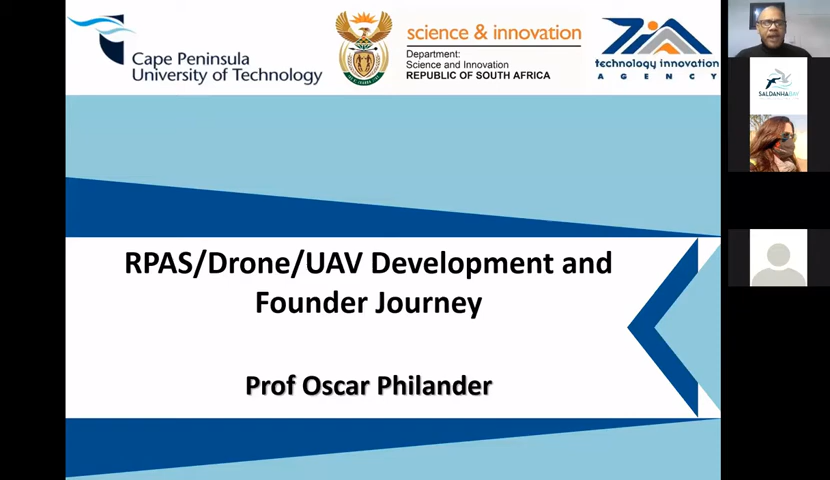 Cape Peninsula
University of Technology
science & innovation
Department:
Science and Innovation
REPUBLIC OF SOUTH AFRICA
technology innovation
AGENCY
SALDANHABAY
RPAS/Drone/UAV Development and
Founder Journey
Prof Oscar Philander